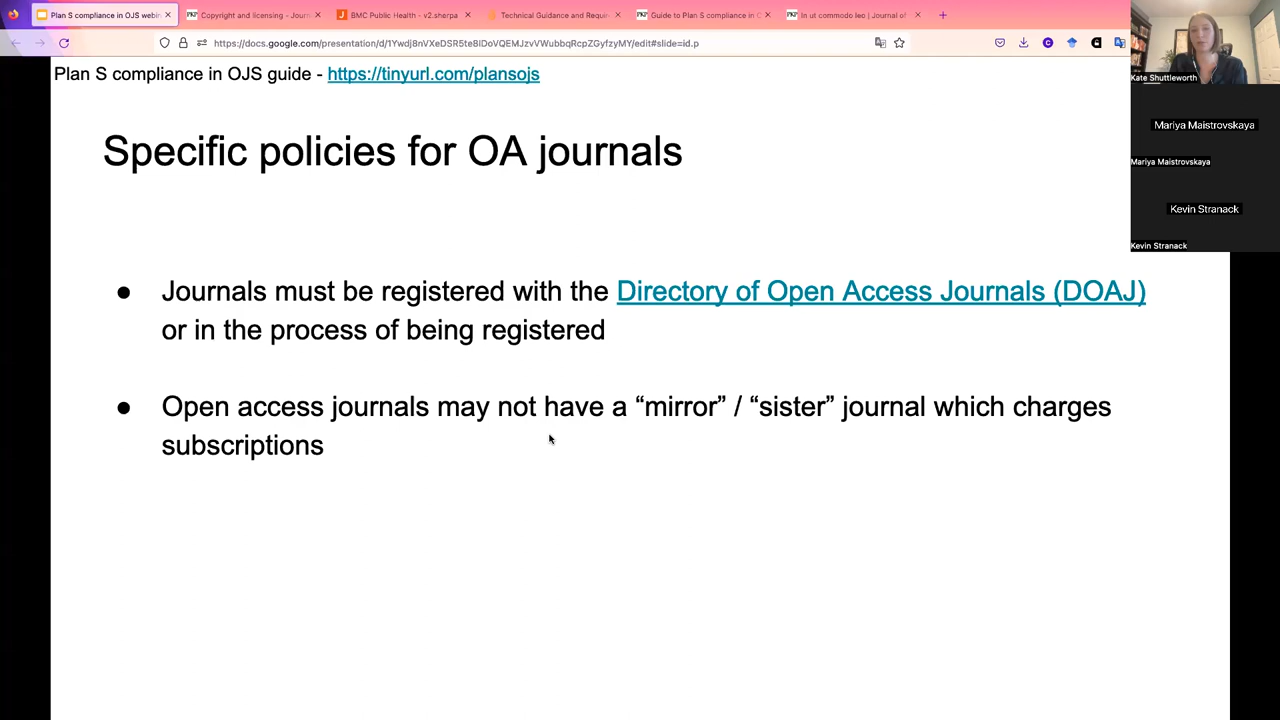 Plan S compliance in OJS webin
Copyright and licensing - Journ
BMC Public Health - v2.sherpa
Technical Guidance and Requir
Guide to Plan S compliance in O
In ut commodo leo | Journal of
https://docs.google.com/presentation/d/1Ywdj8nVXeDSR5te8IDoVQEMJzvVWubbqRcpZGyfzyMY/edit#slide=id.p
Plan S compliance in OJS guide - https://tinyurl.com/plansojs
Kate Shuttleworth
Mariya Maistrovskaya
Mariya Maistrovskaya
Kevin Stranack
Kevin Stranack
Specific policies for OA journals
● Journals must be registered with the Directory of Open Access Journals (DOAJ)
or in the process of being registered
● Open access journals may not have a “mirror” / “sister” journal which charges
subscriptions